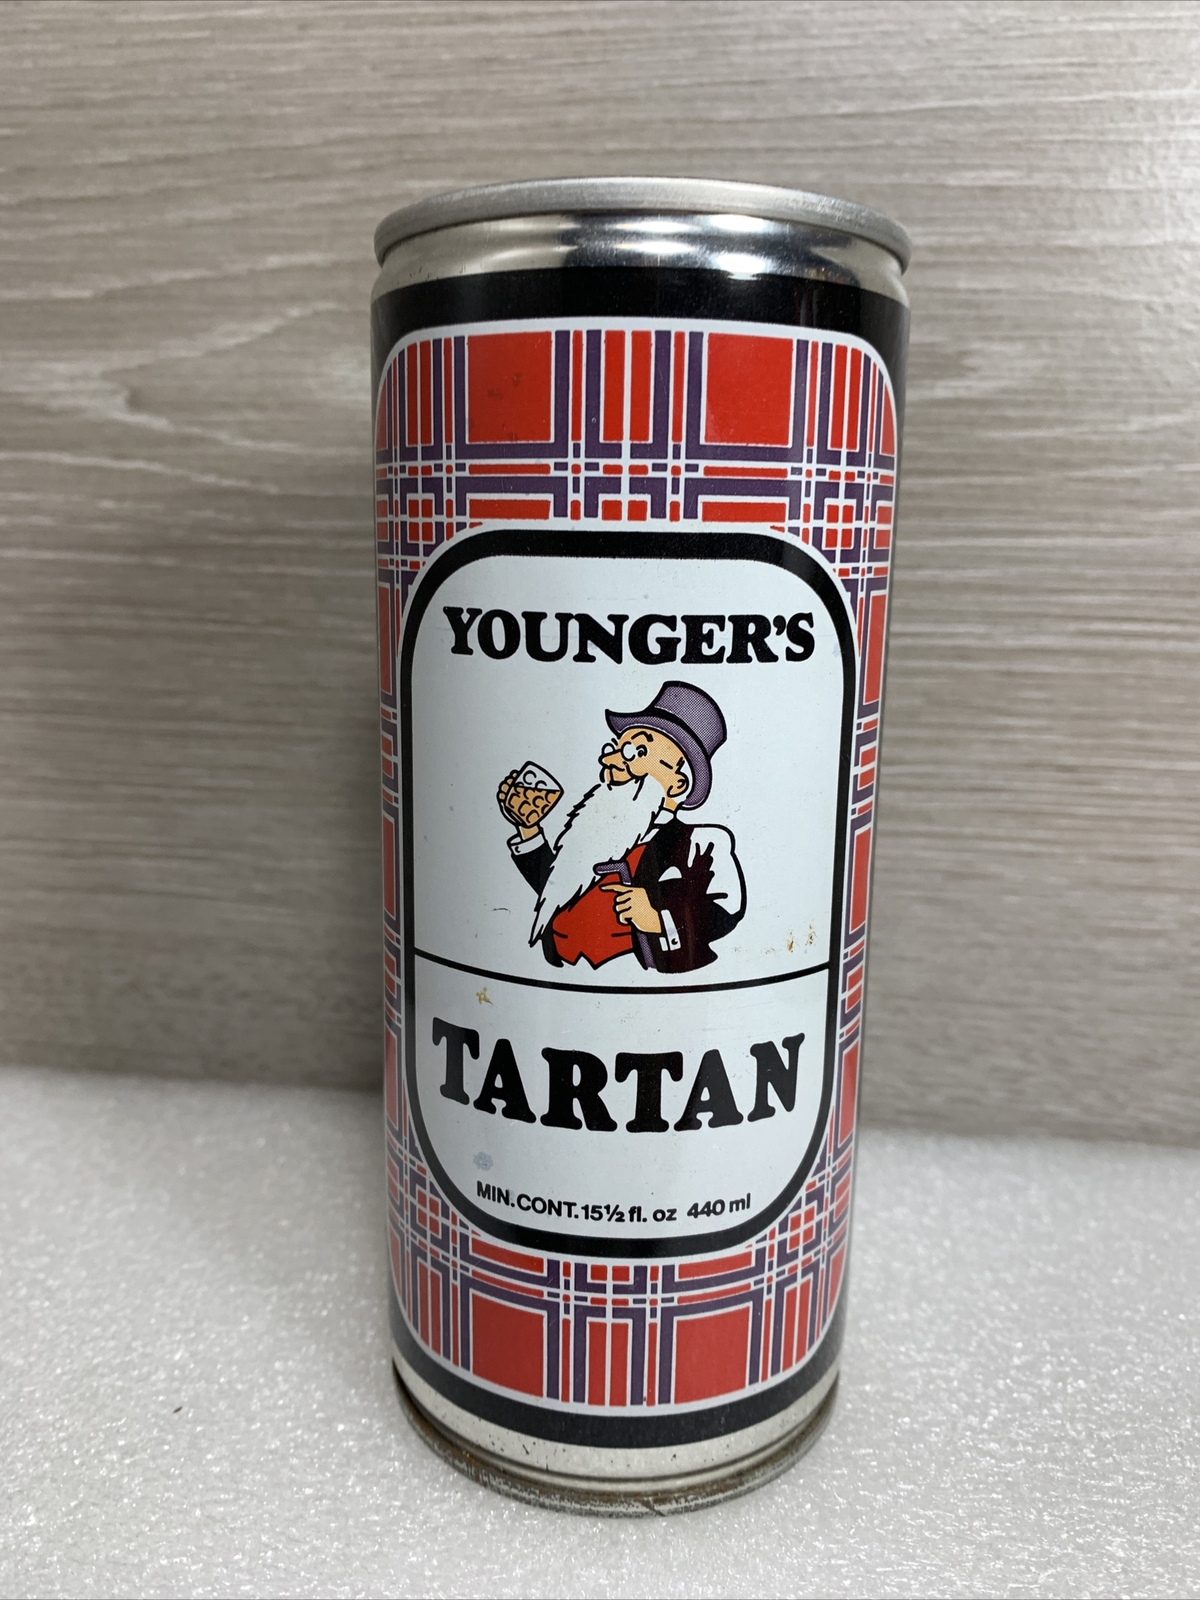 YOUNGER'S
TARTAN
MIN.CONT.15½ fl. oz 440 ml